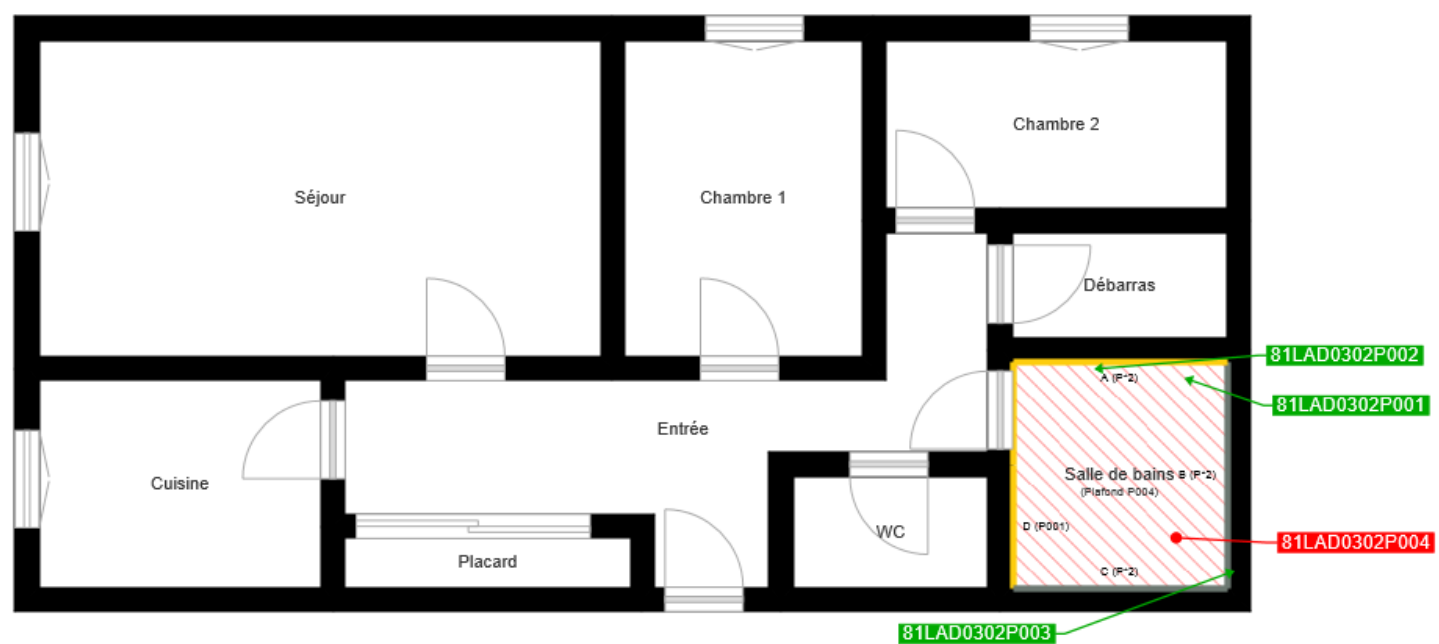 Chambre 2
Séjour
Chambre 1
Débarras
81LAD0302P002
A (P*2)
81LAD0302P001
Entrée
Salle de bains B (P*2)
(Plafond P004)
Cuisine
D (P001)
WC
81LAD0302P004
Placard
C (P*2)
81LAD0302P003